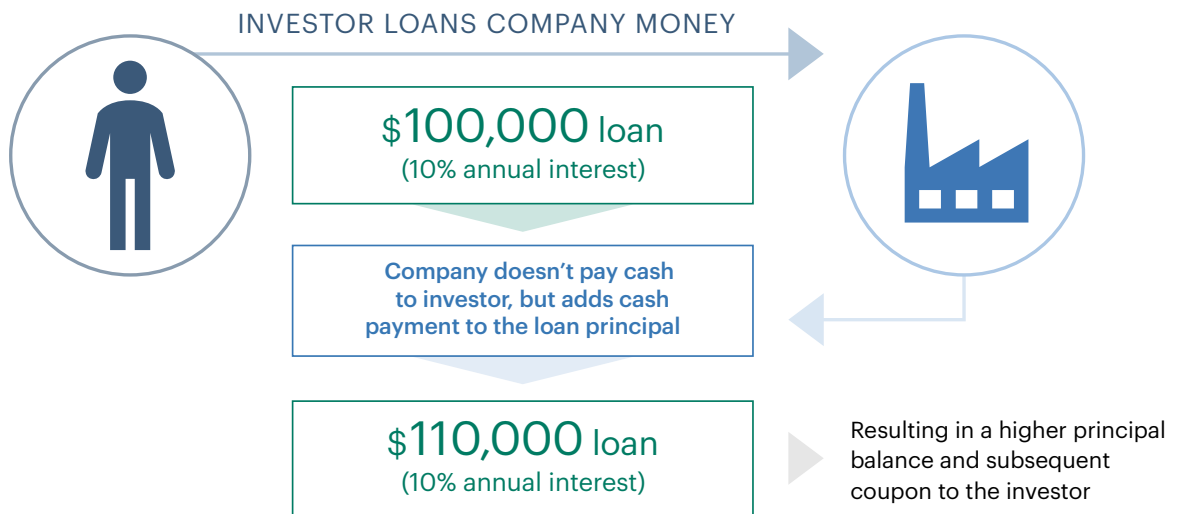 INVESTOR LOANS COMPANY MONEY
$100,000 loan
(10% annual interest)
Company doesn’t pay cash
to investor, but adds cash
payment to the loan principal
$110,000 loan
(10% annual interest)
Resulting in a higher principal
balance and subsequent
coupon to the investor